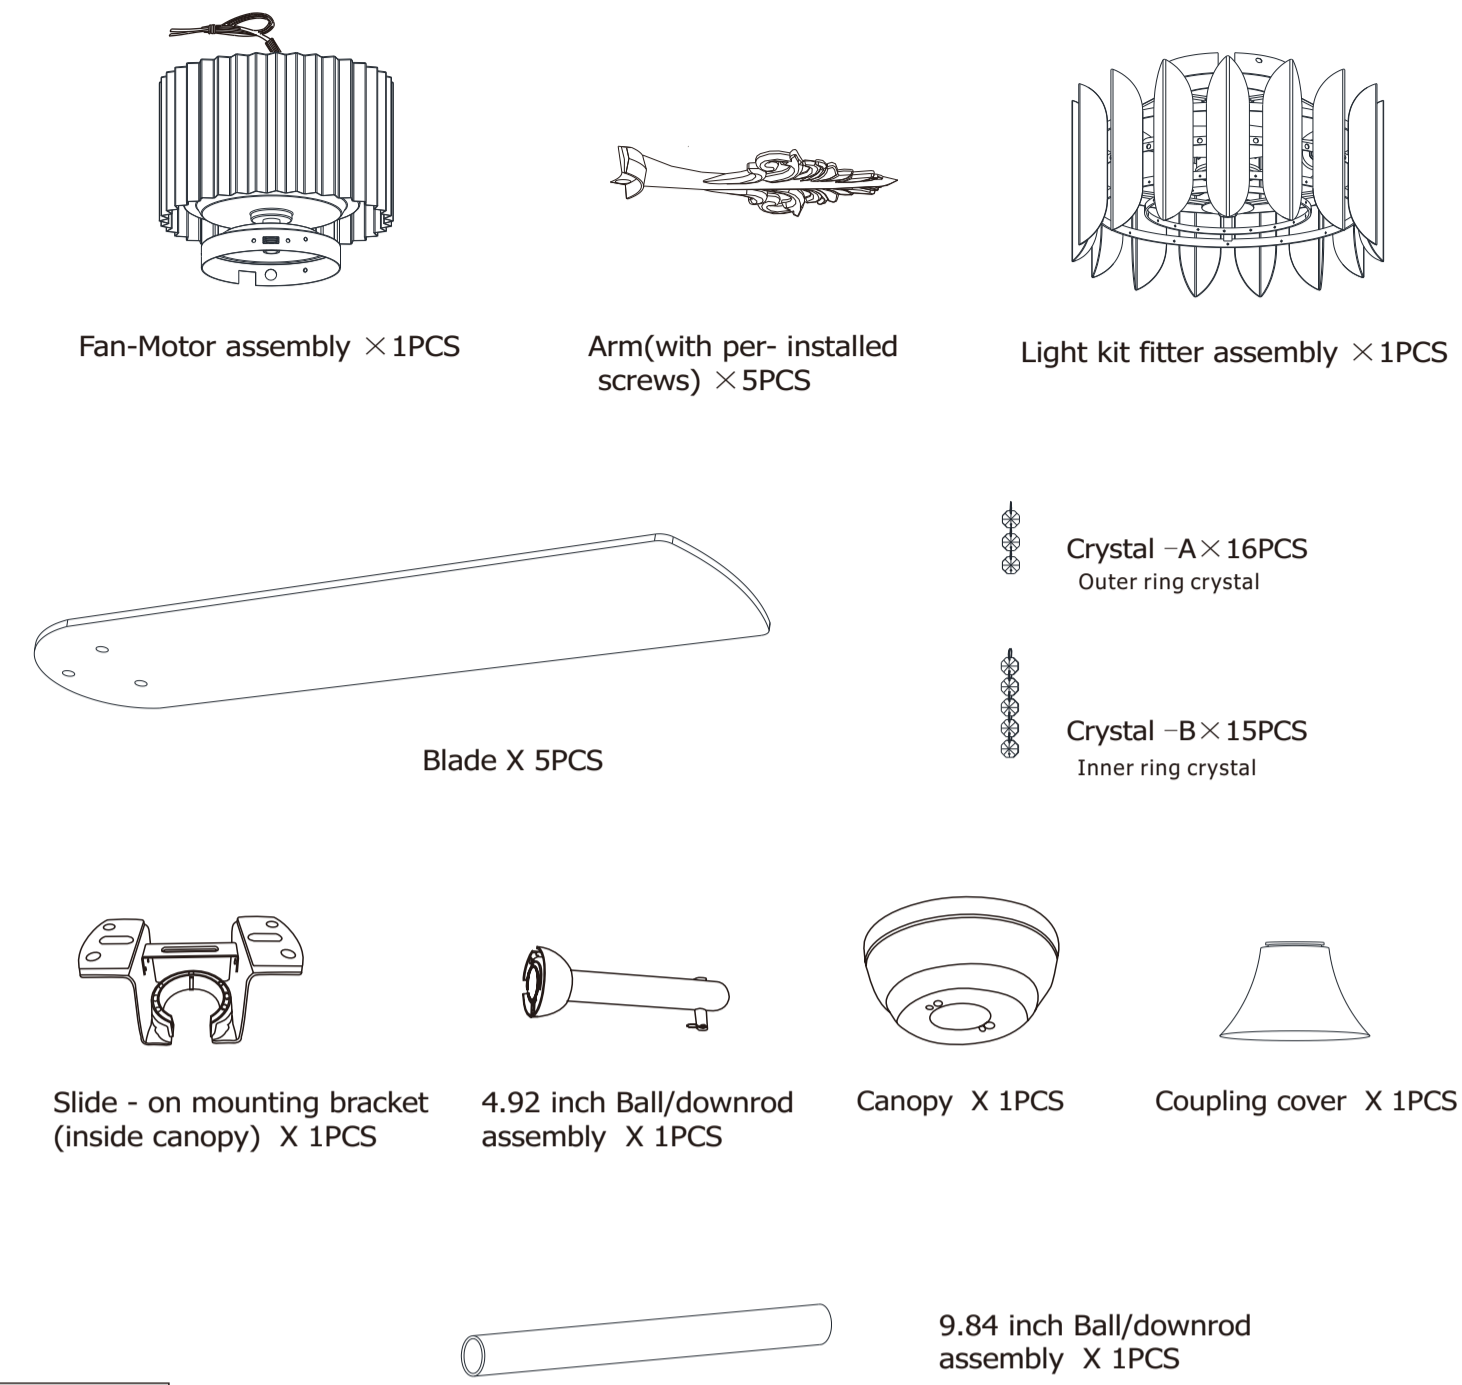 Fan-Motor assembly ×1PCS
Arm(with per- installed
screws) ×5PCS
Light kit fitter assembly ×1PCS
Crystal –A×16PCS
Outer ring crystal
Blade X 5PCS
Crystal –B×15PCS
Inner ring crystal
Slide - on mounting bracket
(inside canopy) X 1PCS
4.92 inch Ball/downrod
assembly X 1PCS
Canopy X 1PCS
Coupling cover X 1PCS
9.84 inch Ball/downrod
assembly X 1PCS